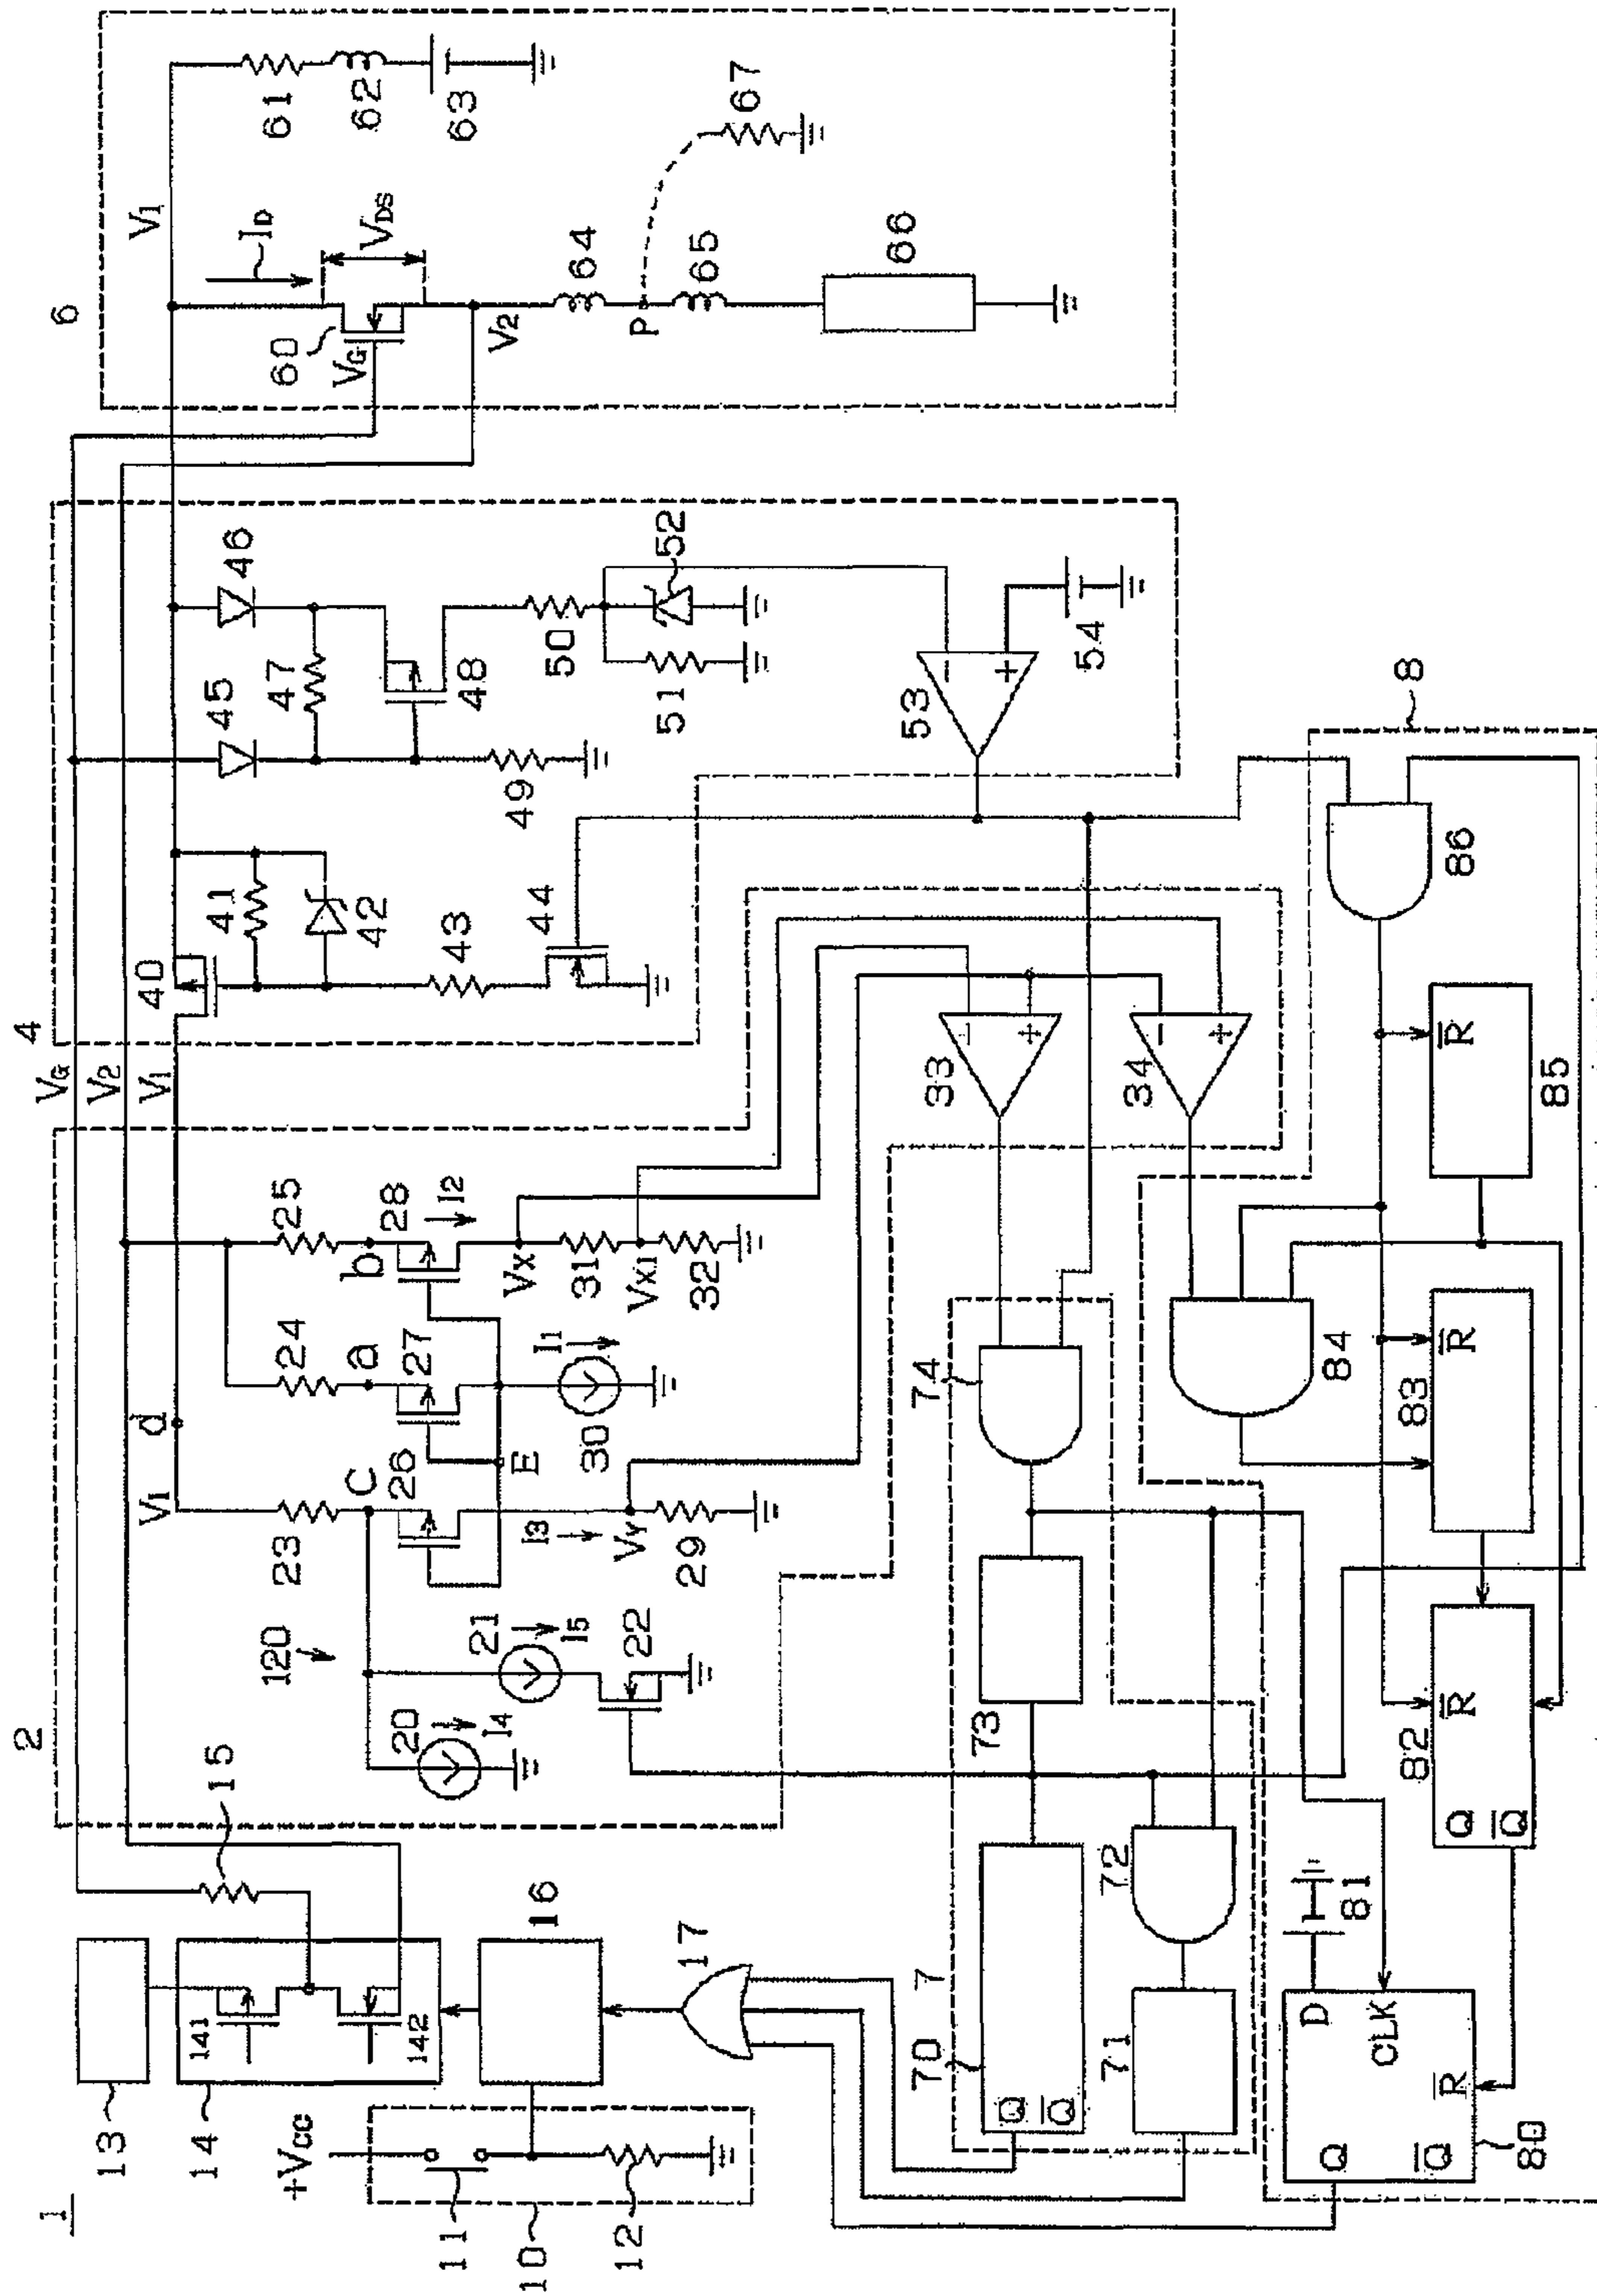 1
13
14
141
142
15
16
17
+VCC
10
11
12
2
120
20
I4
21
I5
22
V1
d
23
C
26
I3
VY
29
24
a
27
E
30
I1
25
b
28
I2
VX
31
VX1
32
33
−
+
34
−
+
VG
V2
V1
4
40
41
42
43
44
45
46
47
48
49
50
51
52
53
−
+
54
6
V1
ID
VDS
60
VG
V2
64
P
65
66
67
61
62
63
7
70
Q
Q̅
71
72
73
74
8
80
D
CLK
R̅
Q
Q̅
81
82
R̅
Q
Q̅
83
R̅
84
85
R̅
86